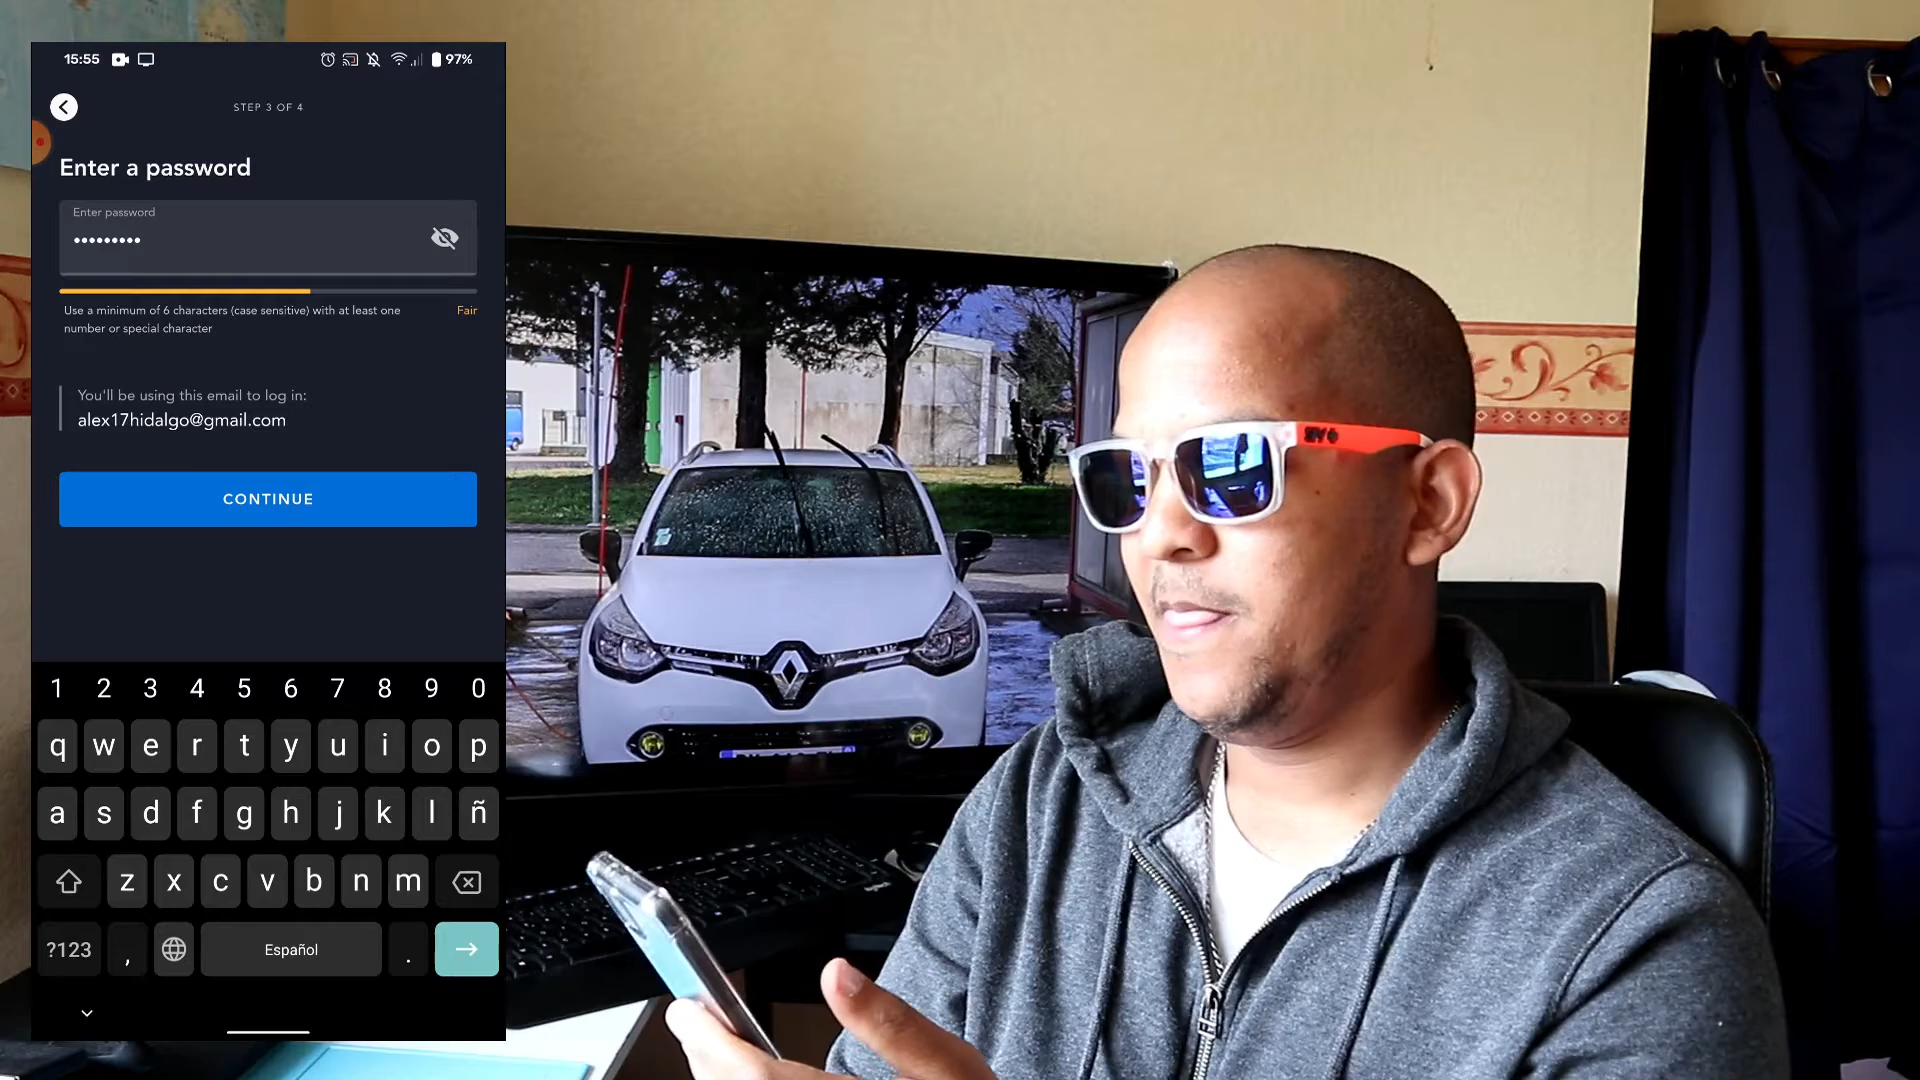 15:55 97%
STEP 3 OF 4
Enter a password
Enter password
•••••••••
Use a minimum of 6 characters (case sensitive) with at least one
number or special character
Fair
You'll be using this email to log in:
alex17hidalgo@gmail.com
CONTINUE
1 2 3 4 5 6 7 8 9 0
q w e r t y u i o p
a s d f g h j k l ñ
z x c v b n m
?123 , Español .